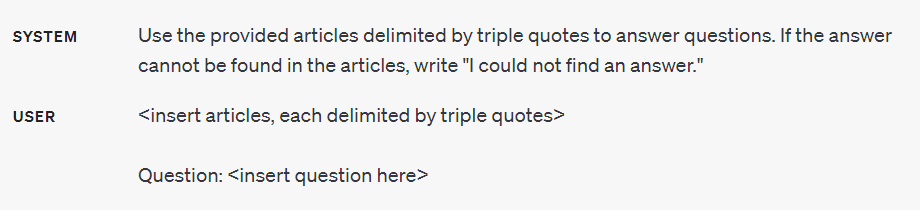 SYSTEM Use the provided articles delimited by triple quotes to answer questions. If the answer
cannot be found in the articles, write "I could not find an answer."
USER <insert articles, each delimited by triple quotes>
Question: <insert question here>